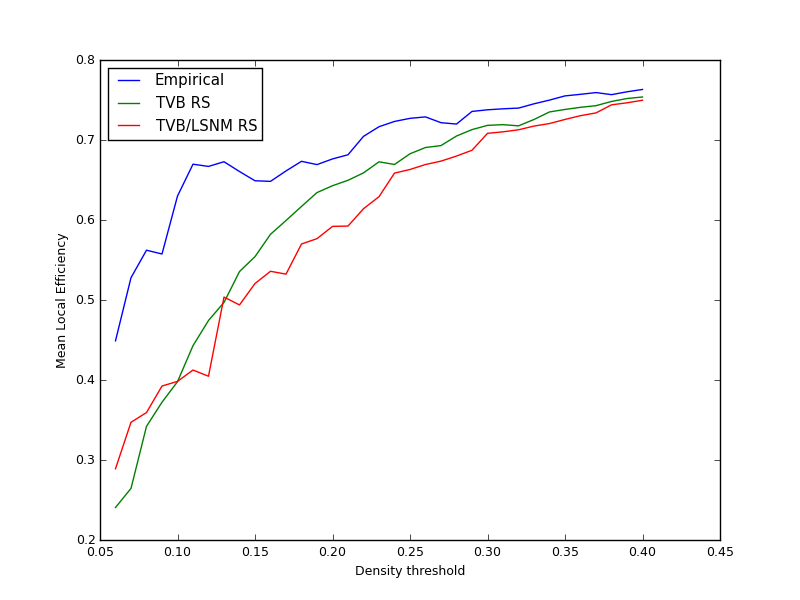 Empirical
TVB RS
TVB/LSNM RS
0.8
0.7
0.6
0.5
0.4
0.3
0.2
Mean Local Efficiency
0.05 0.10 0.15 0.20 0.25 0.30 0.35 0.40 0.45
Density threshold